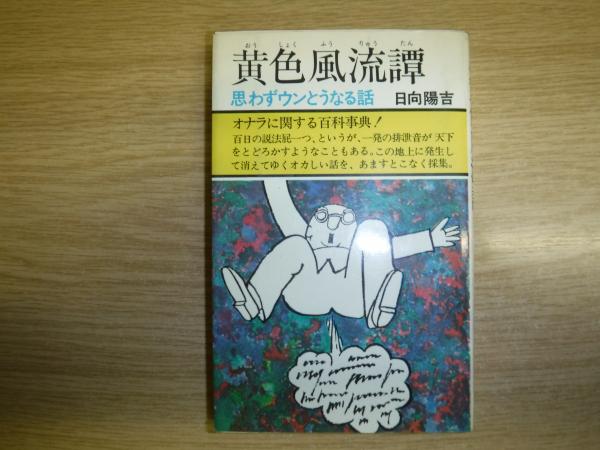 おう しょく ふう りゅう たん
黄色風流譚
思わずウンとうなる話 日向陽吉
オナラに関する百科事典!
百日の説法屁一つ、というが、一発の排泄音が天下
をとどろかすようなこともある。この地上に発生し
て消えてゆくオカしい話を、あますとこなく採集。